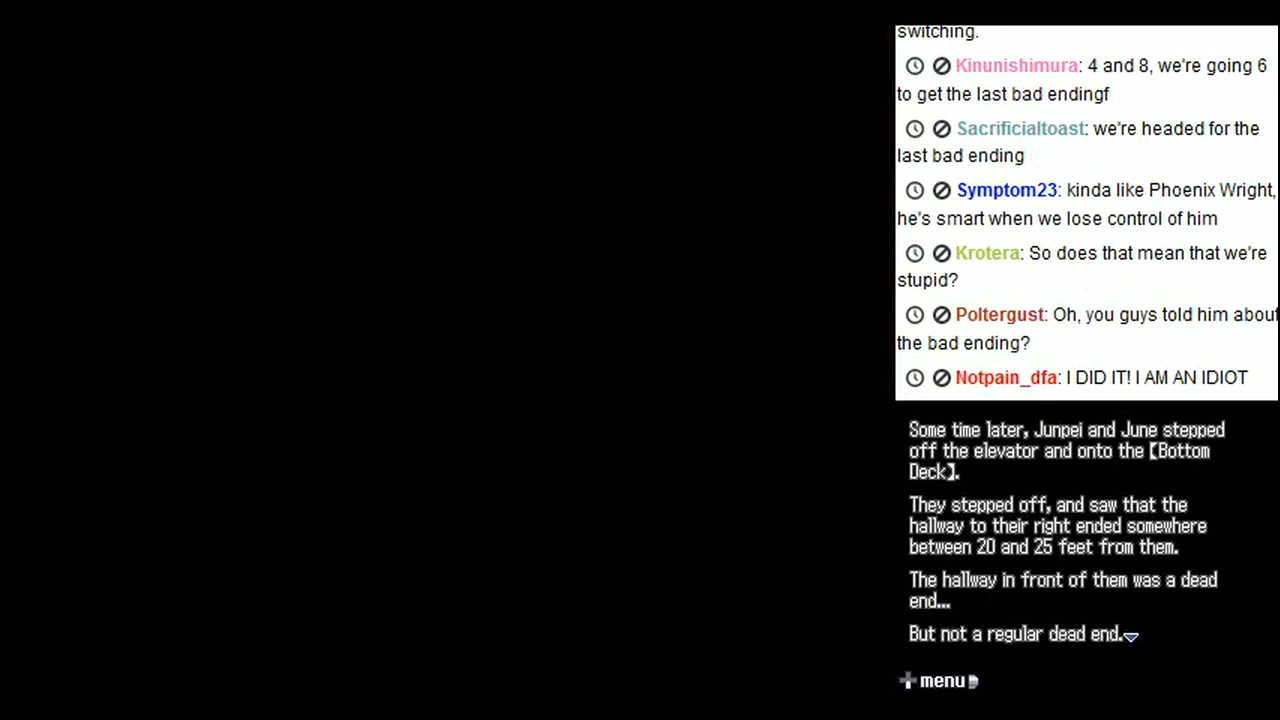 switching.
Kinunishimura: 4 and 8, we're going 6
to get the last bad endingf
Sacrificialtoast: we're headed for the
last bad ending
Symptom23: kinda like Phoenix Wright,
he's smart when we lose control of him
Krotera: So does that mean that we're
stupid?
Poltergust: Oh, you guys told him about
the bad ending?
Notpain_dfa: I DID IT! I AM AN IDIOT
Some time later, Junpei and June stepped
off the elevator and onto the 【Bottom
Deck】.
They stepped off, and saw that the
hallway to their right ended somewhere
between 20 and 25 feet from them.
The hallway in front of them was a dead
end...
But not a regular dead end.
menu